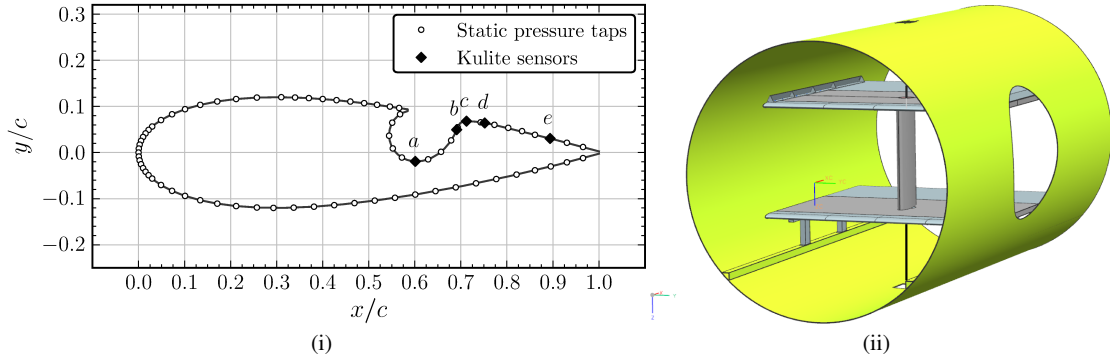 0.3
0.2
0.1
0.0
−0.1
−0.2
y/c
Static pressure taps
Kulite sensors
a
b
c
d
e
0.0 0.1 0.2 0.3 0.4 0.5 0.6 0.7 0.8 0.9 1.0
x/c
(i)
(ii)